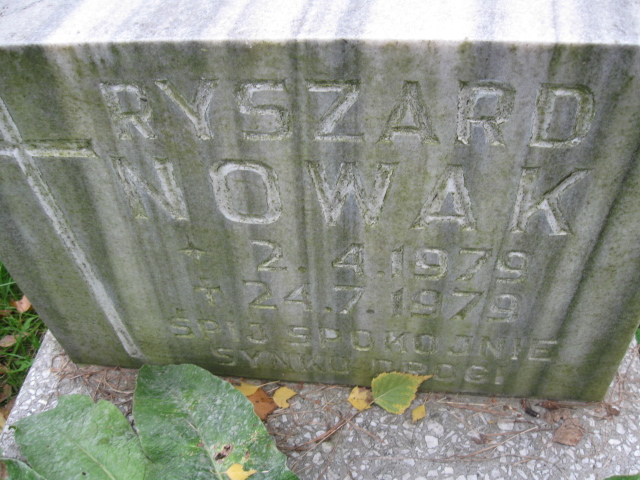 RYSZARD
NOWAK
* 2.4.1979
+ 24.7.1979
ŚPIJ SPOKOJNIE
SYNKU DROGI